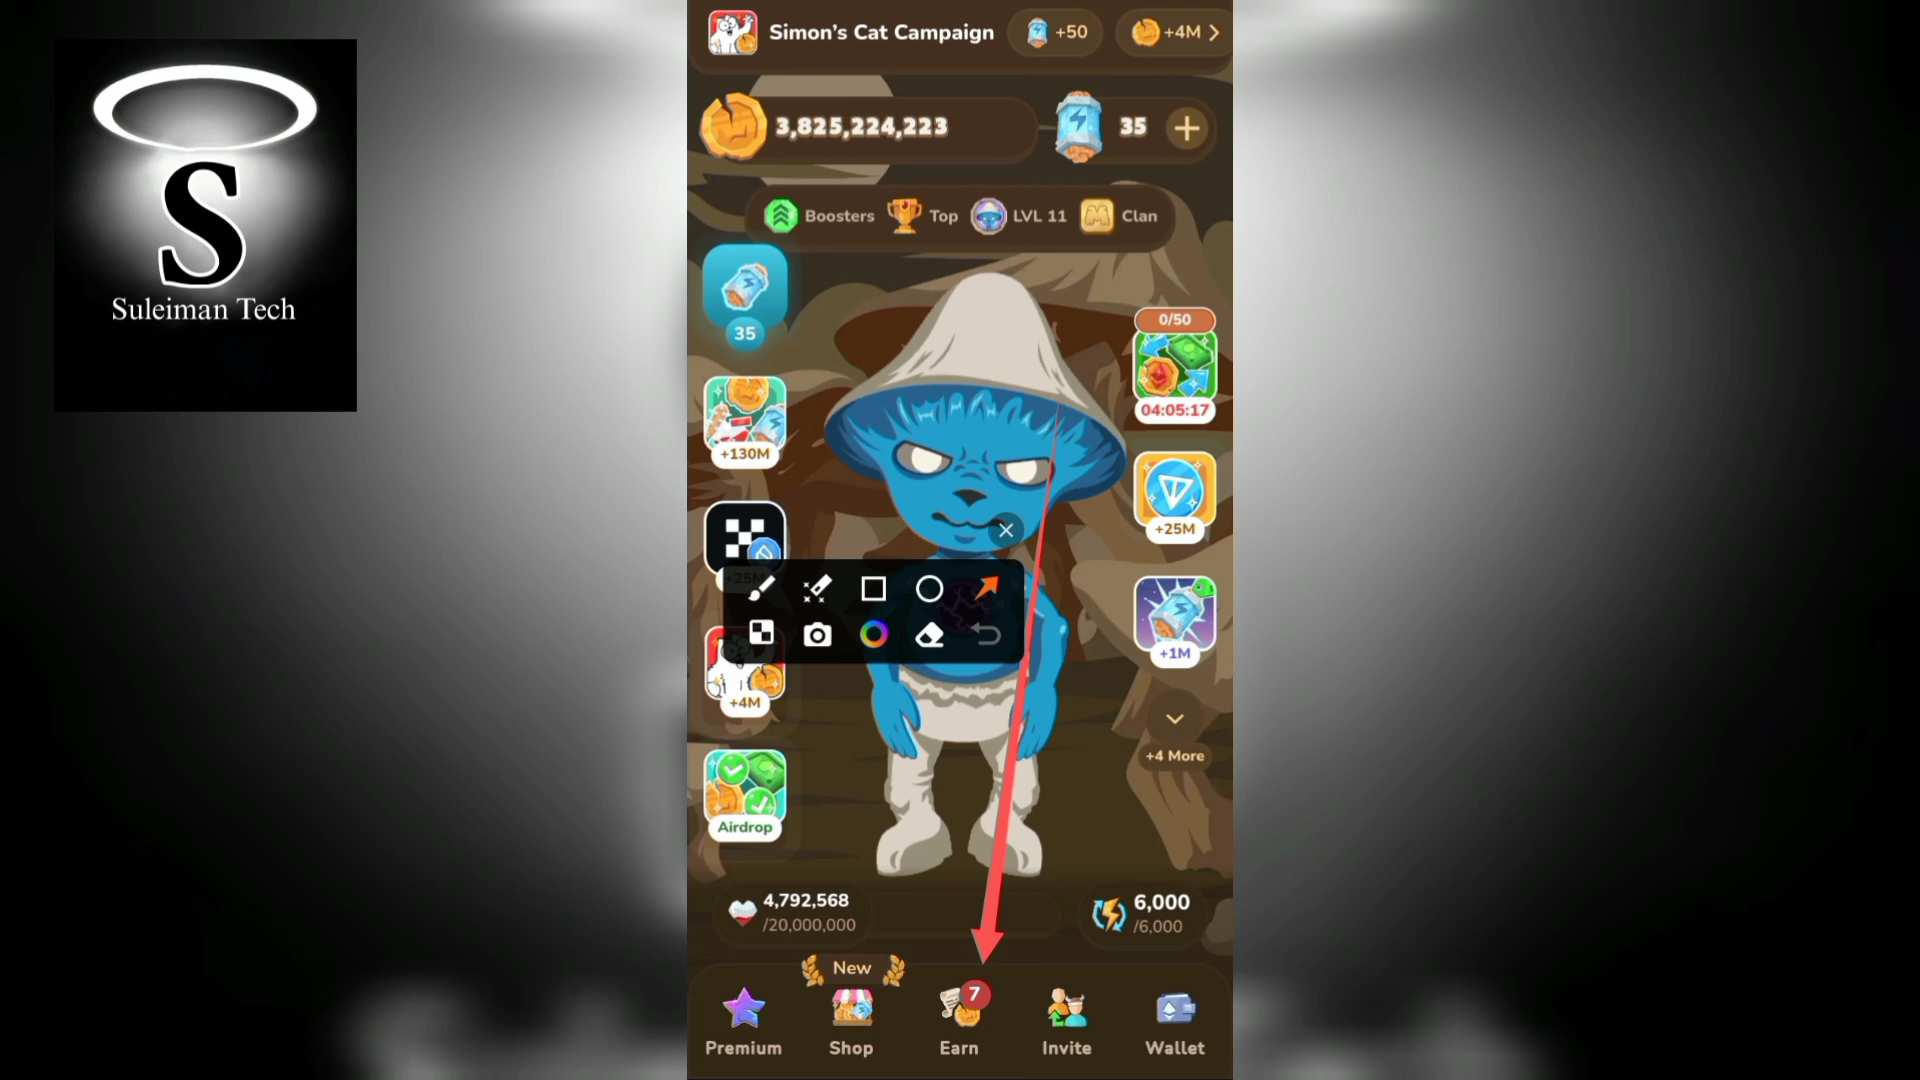 S
Suleiman Tech
Simon's Cat Campaign
+50
+4M
3,825,224,223
35
Boosters
Top
LVL 11
Clan
35
0/50
04:05:17
+130M
+25M
+25M
+1M
+4M
+4 More
Airdrop
4,792,568
/20,000,000
6,000
/6,000
New
7
Premium
Shop
Earn
Invite
Wallet